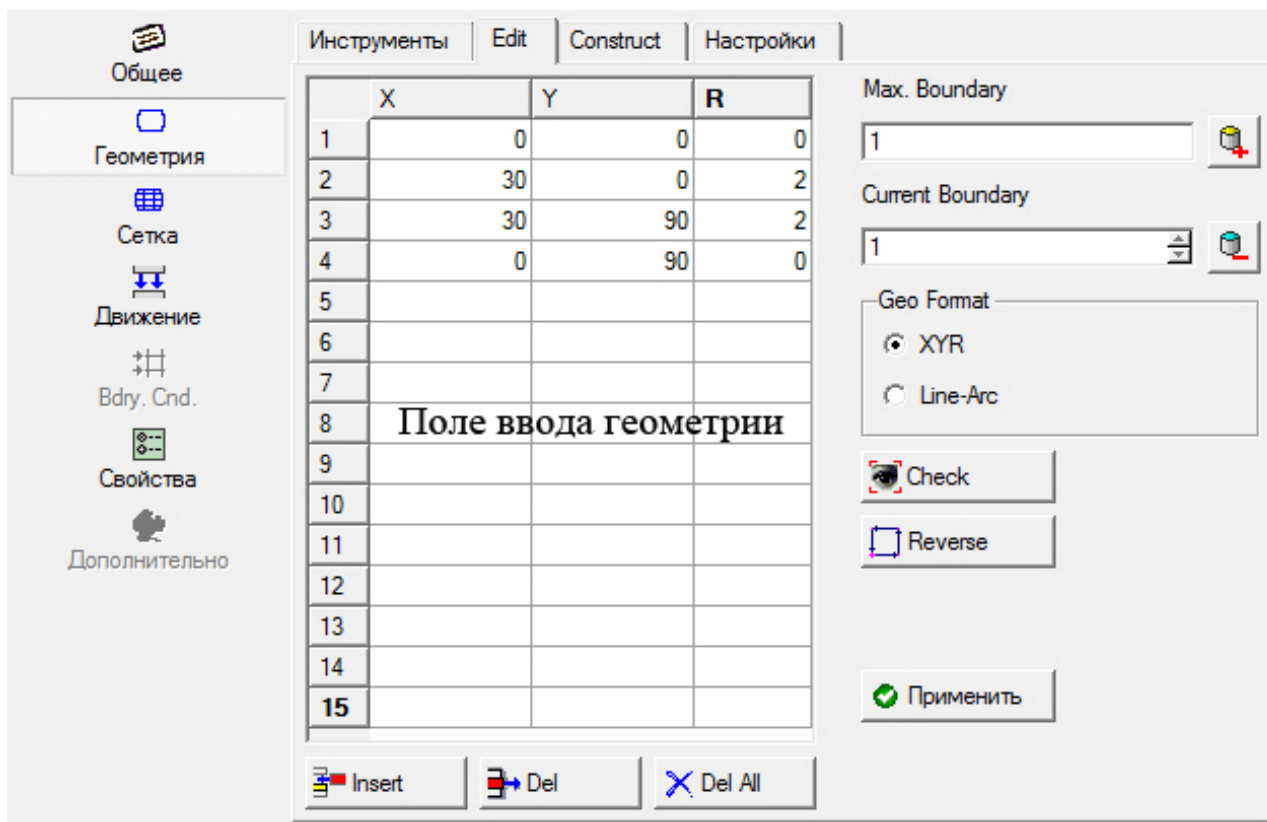 Общее
Геометрия
Сетка
Движение
Bdry. Cnd.
Свойства
Дополнительно
Инструменты Edit Construct Настройки
X Y R
1 0 0 0
2 30 0 2
3 30 90 2
4 0 90 0
5
6
7
8 Поле ввода геометрии
9
10
11
12
13
14
15
Insert Del Del All
Max. Boundary
1
Current Boundary
1
Geo Format
XYR
Line-Arc
Check
Reverse
Применить